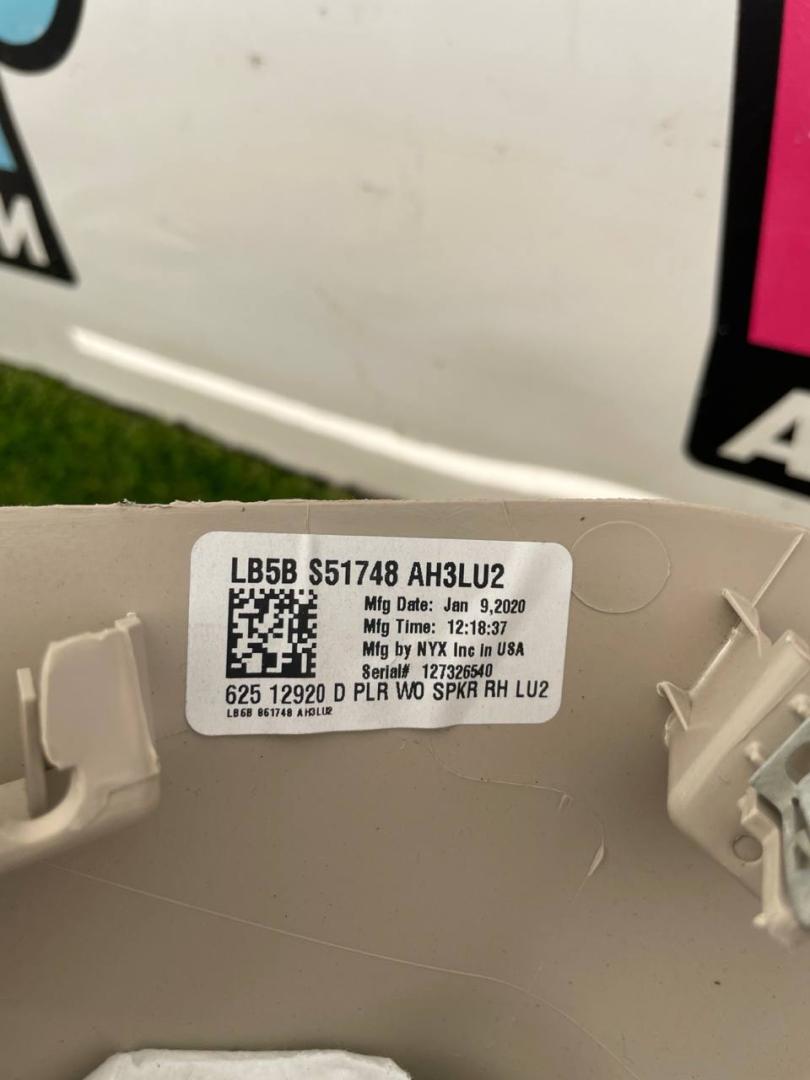 M
A
LB5B S51748 AH3LU2
Mfg Date: Jan 9,2020
Mfg Time: 12:18:37
Mfg by NYX Inc in USA
Serial# 127326540
625 12920 D PLR WO SPKR RH LU2
LB5B S51748 AH3LU2